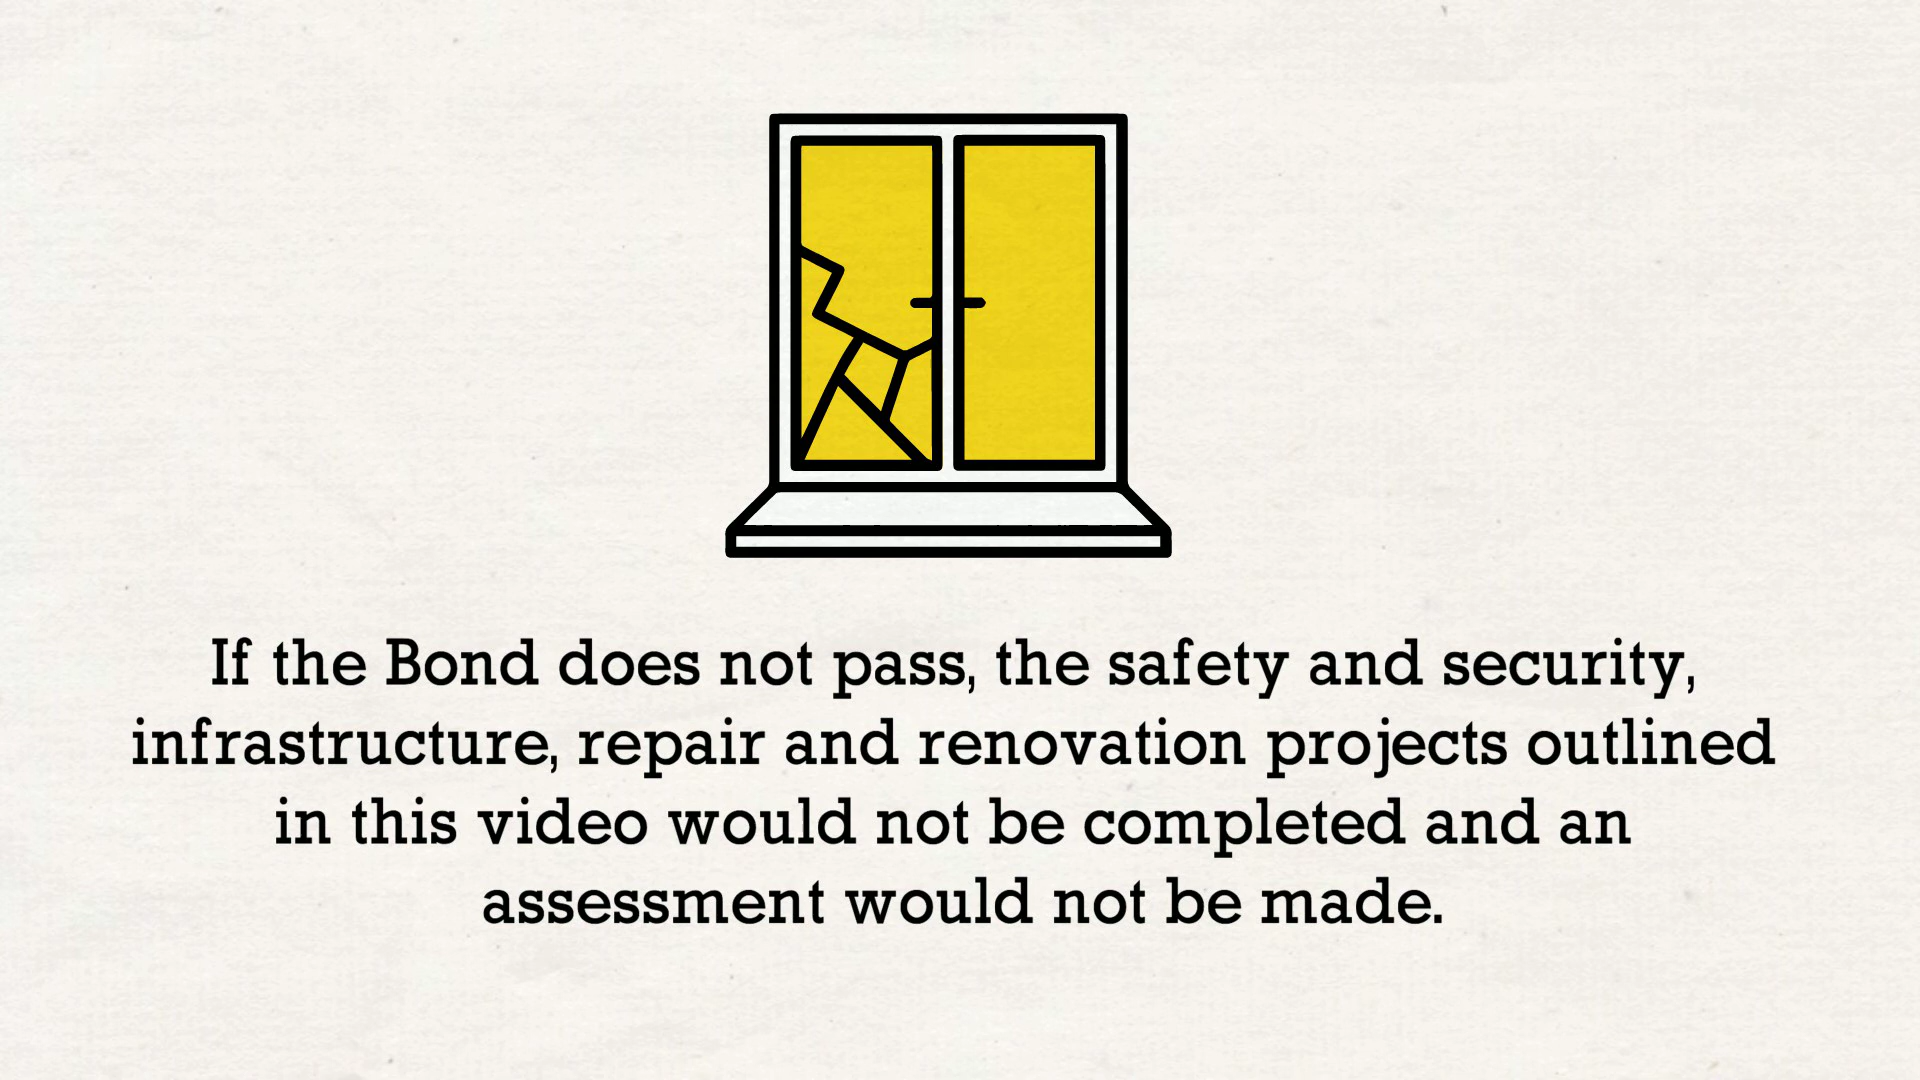 If the Bond does not pass, the safety and security,
infrastructure, repair and renovation projects outlined
in this video would not be completed and an
assessment would not be made.